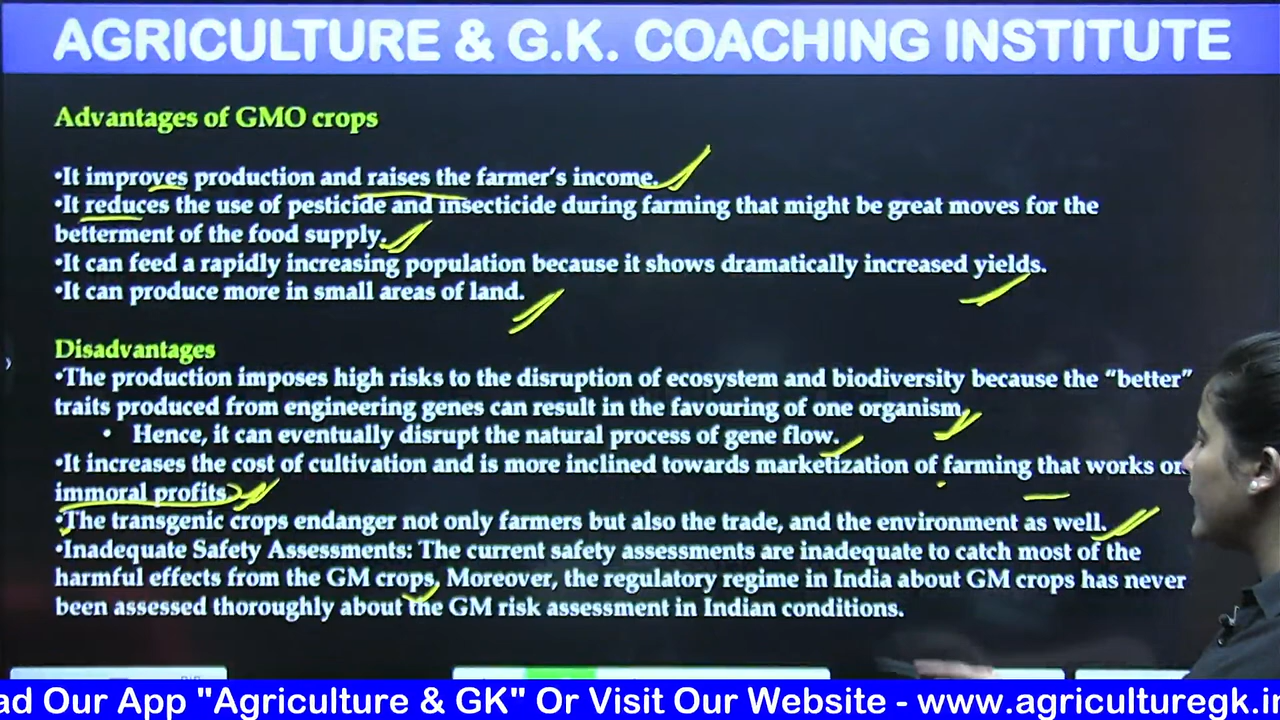 AGRICULTURE & G.K. COACHING INSTITUTE
Advantages of GMO crops
•It improves production and raises the farmer's income.
•It reduces the use of pesticide and insecticide during farming that might be great moves for the
betterment of the food supply.
•It can feed a rapidly increasing population because it shows dramatically increased yields.
•It can produce more in small areas of land.
Disadvantages
•The production imposes high risks to the disruption of ecosystem and biodiversity because the “better”
traits produced from engineering genes can result in the favouring of one organism.
• Hence, it can eventually disrupt the natural process of gene flow.
•It increases the cost of cultivation and is more inclined towards marketization of farming that works on
immoral profits.
•The transgenic crops endanger not only farmers but also the trade, and the environment as well.
•Inadequate Safety Assessments: The current safety assessments are inadequate to catch most of the
harmful effects from the GM crops. Moreover, the regulatory regime in India about GM crops has never
been assessed thoroughly about the GM risk assessment in Indian conditions.
ad Our App "Agriculture & GK" Or Visit Our Website - www.agriculturegk.in